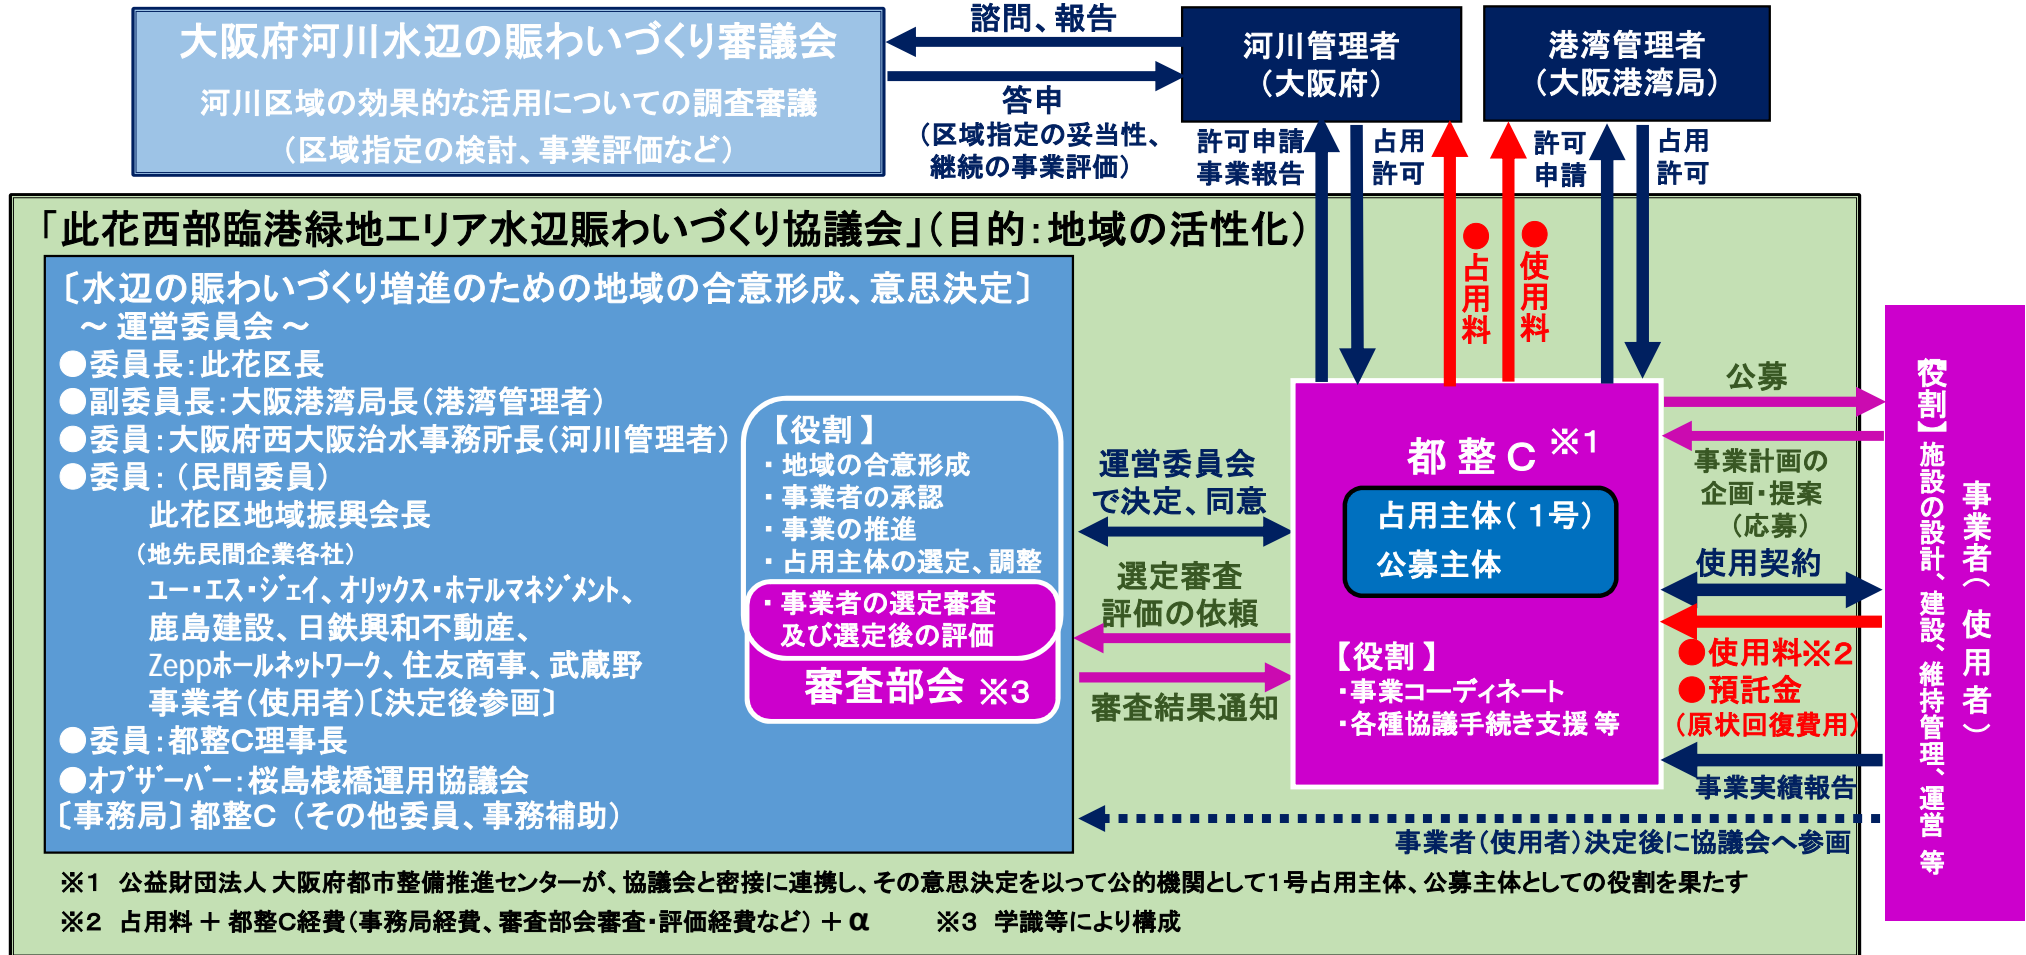 大阪府河川水辺の賑わいづくり審議会
河川区域の効果的な活用についての調査審議
（区域指定の検討、事業評価など）
諮問、報告
答申
（区域指定の妥当性、
継続の事業評価）
河川管理者
（大阪府）
港湾管理者
（大阪港湾局）
許可申請
事業報告
占用
許可
許可
申請
占用
許可
●占用料
●使用料
「此花西部臨港緑地エリア水辺賑わいづくり協議会」（目的：地域の活性化）
〔水辺の賑わいづくり増進のための地域の合意形成、意思決定〕
～ 運営委員会 ～
●委員長：此花区長
●副委員長：大阪港湾局長（港湾管理者）
●委員：大阪府西大阪治水事務所長（河川管理者）
●委員：（民間委員）
此花区地域振興会長
（地先民間企業各社）
ユー・エス・ジェイ、オリックス・ホテルマネジメント、
鹿島建設、日鉄興和不動産、
Zeppホールネットワーク、住友商事、武蔵野
事業者（使用者）〔決定後参画〕
●委員：都整Ｃ理事長
●オブザーバー：桜島桟橋運用協議会
〔事務局〕都整Ｃ（その他委員、事務補助）
【役割】
・地域の合意形成
・事業者の承認
・事業の推進
・占用主体の選定、調整
・事業者の選定審査
及び選定後の評価
審査部会 ※３
運営委員会
で決定、同意
選定審査
評価の依頼
審査結果通知
都整Ｃ ※１
占用主体（１号）
公募主体
【役割】
・事業コーディネート
・各種協議手続き支援 等
公募
事業計画の
企画・提案
（応募）
使用契約
●使用料※２
●預託金
（原状回復費用）
事業実績報告
事業者（使用者）決定後に協議会へ参画
事業者（使用者）
【役割】施設の設計、建設、維持管理、運営 等
※１ 公益財団法人 大阪府都市整備推進センターが、協議会と密接に連携し、その意思決定を以って公的機関として１号占用主体、公募主体としての役割を果たす
※２ 占用料 ＋ 都整Ｃ経費（事務局経費、審査部会審査・評価経費など）＋ α ※３ 学識等により構成